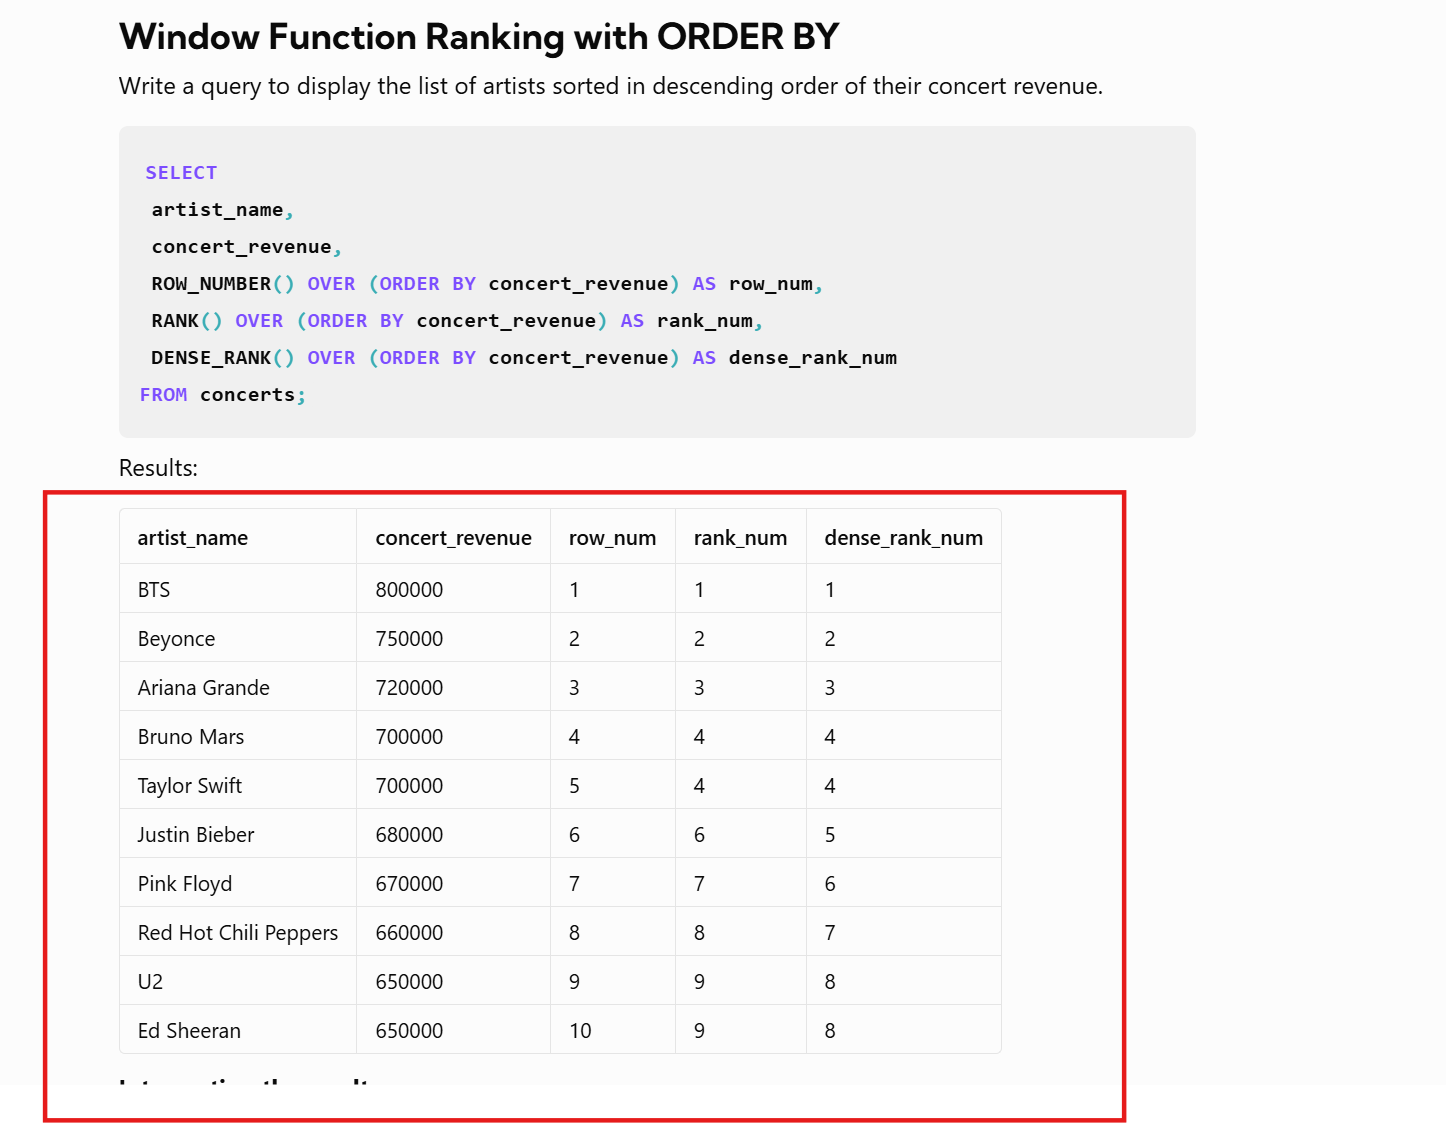 Window Function Ranking with ORDER BY
Write a query to display the list of artists sorted in descending order of their concert revenue.
SELECT
artist_name,
concert_revenue,
ROW_NUMBER() OVER (ORDER BY concert_revenue) AS row_num,
RANK() OVER (ORDER BY concert_revenue) AS rank_num,
DENSE_RANK() OVER (ORDER BY concert_revenue) AS dense_rank_num
FROM concerts;
Results:
artist_name concert_revenue row_num rank_num dense_rank_num
BTS 800000 1 1 1
Beyonce 750000 2 2 2
Ariana Grande 720000 3 3 3
Bruno Mars 700000 4 4 4
Taylor Swift 700000 5 4 4
Justin Bieber 680000 6 6 5
Pink Floyd 670000 7 7 6
Red Hot Chili Peppers 660000 8 8 7
U2 650000 9 9 8
Ed Sheeran 650000 10 9 8